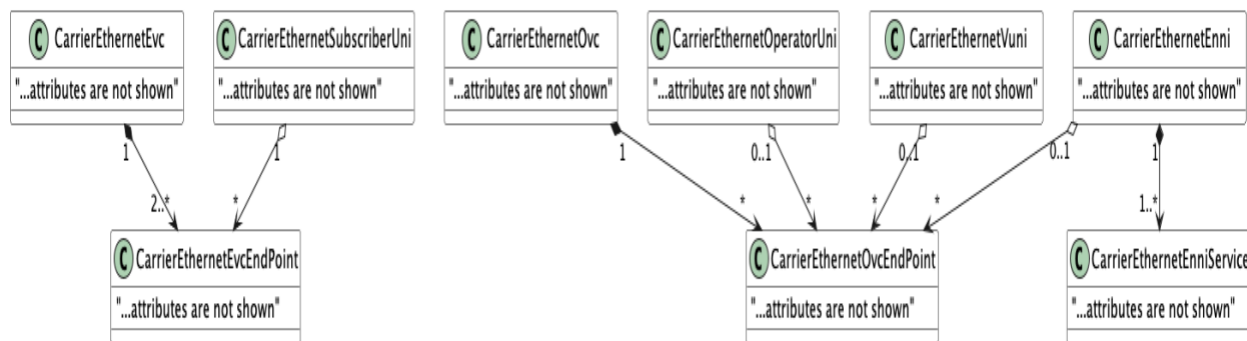 C CarrierEthernetEvc
"...attributes are not shown"
C CarrierEthernetSubscriberUni
"...attributes are not shown"
C CarrierEthernetOvc
"...attributes are not shown"
C CarrierEthernetOperatorUni
"...attributes are not shown"
C CarrierEthernetVuni
"...attributes are not shown"
C CarrierEthernetEnni
"...attributes are not shown"
1
1
1
0..1
0..1
0..1
1
2..*
*
*
*
*
*
1..*
C CarrierEthernetEvcEndPoint
"...attributes are not shown"
C CarrierEthernetOvcEndPoint
"...attributes are not shown"
C CarrierEthernetEnniService
"...attributes are not shown"